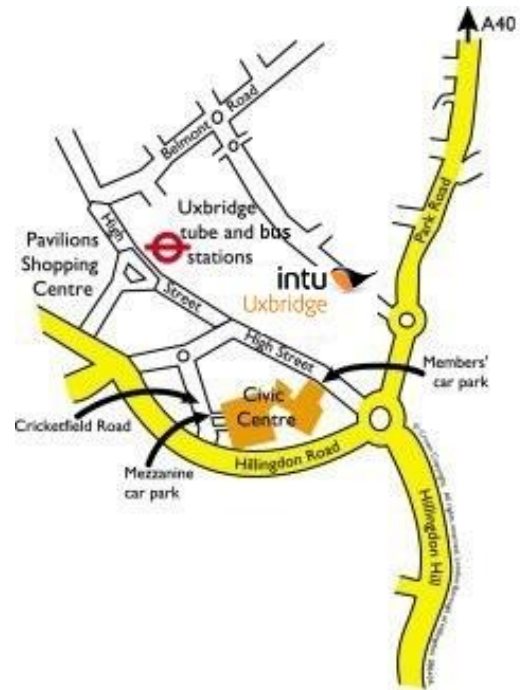 A40
Belmont Road
Park Road
High
Street
Uxbridge
tube and bus
stations
Pavilions
Shopping
Centre
intu
Uxbridge
High Street
Members'
car park
Civic
Centre
Cricketfield Road
Mezzanine
car park
Hillingdon Road
Hillingdon Hill